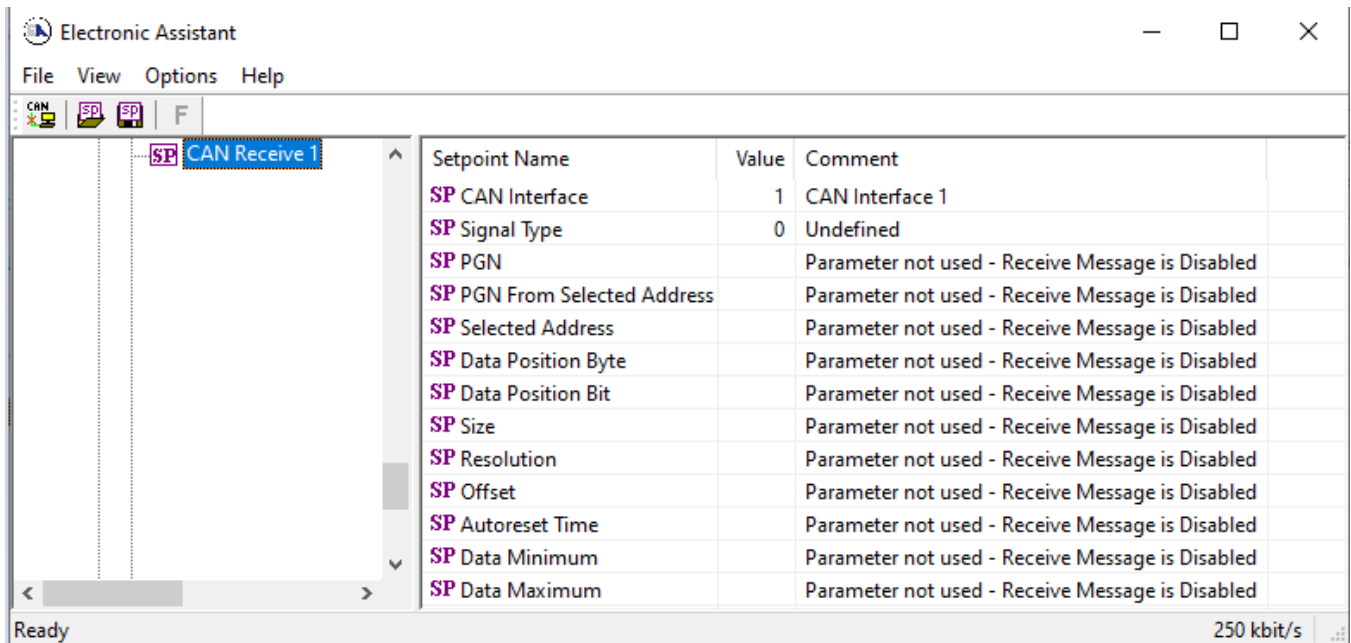 Electronic Assistant
File View Options Help
CAN SP SP F
SP CAN Receive 1
Setpoint Name Value Comment
SP CAN Interface 1 CAN Interface 1
SP Signal Type 0 Undefined
SP PGN Parameter not used - Receive Message is Disabled
SP PGN From Selected Address Parameter not used - Receive Message is Disabled
SP Selected Address Parameter not used - Receive Message is Disabled
SP Data Position Byte Parameter not used - Receive Message is Disabled
SP Data Position Bit Parameter not used - Receive Message is Disabled
SP Size Parameter not used - Receive Message is Disabled
SP Resolution Parameter not used - Receive Message is Disabled
SP Offset Parameter not used - Receive Message is Disabled
SP Autoreset Time Parameter not used - Receive Message is Disabled
SP Data Minimum Parameter not used - Receive Message is Disabled
SP Data Maximum Parameter not used - Receive Message is Disabled
Ready 250 kbit/s